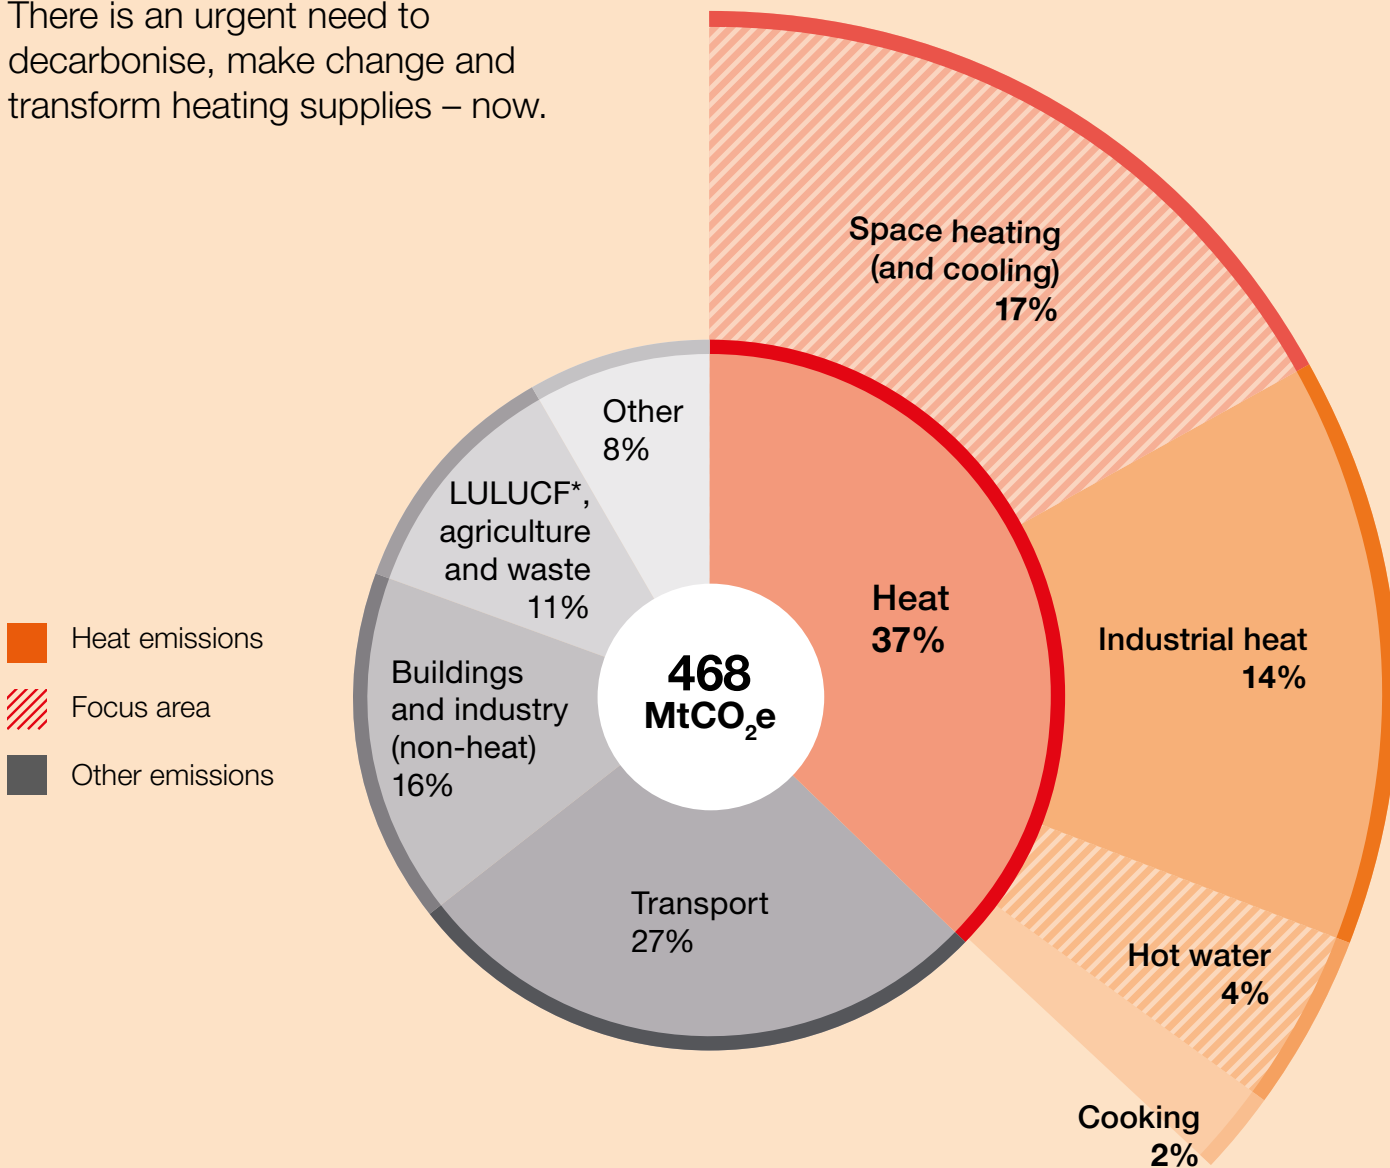 There is an urgent need to
decarbonise, make change and
transform heating supplies – now.
Space heating
(and cooling)
17%
Other
8%
LULUCF*,
agriculture
and waste
11%
Heat
37%
Industrial heat
14%
Heat emissions
Focus area
Other emissions
Buildings
and industry
(non-heat)
16%
468
MtCO₂e
Transport
27%
Hot water
4%
Cooking
2%